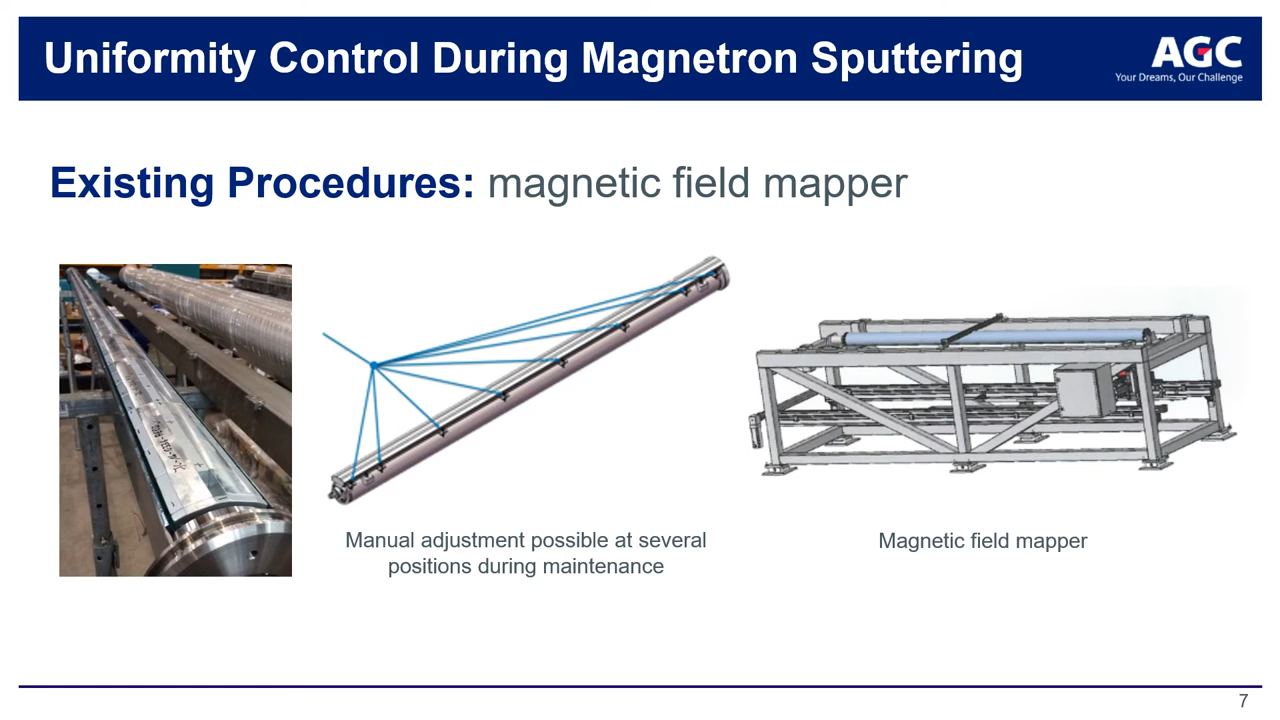 Uniformity Control During Magnetron Sputtering
AGC
Your Dreams, Our Challenge
Existing Procedures: magnetic field mapper
Manual adjustment possible at several
positions during maintenance
Magnetic field mapper
7